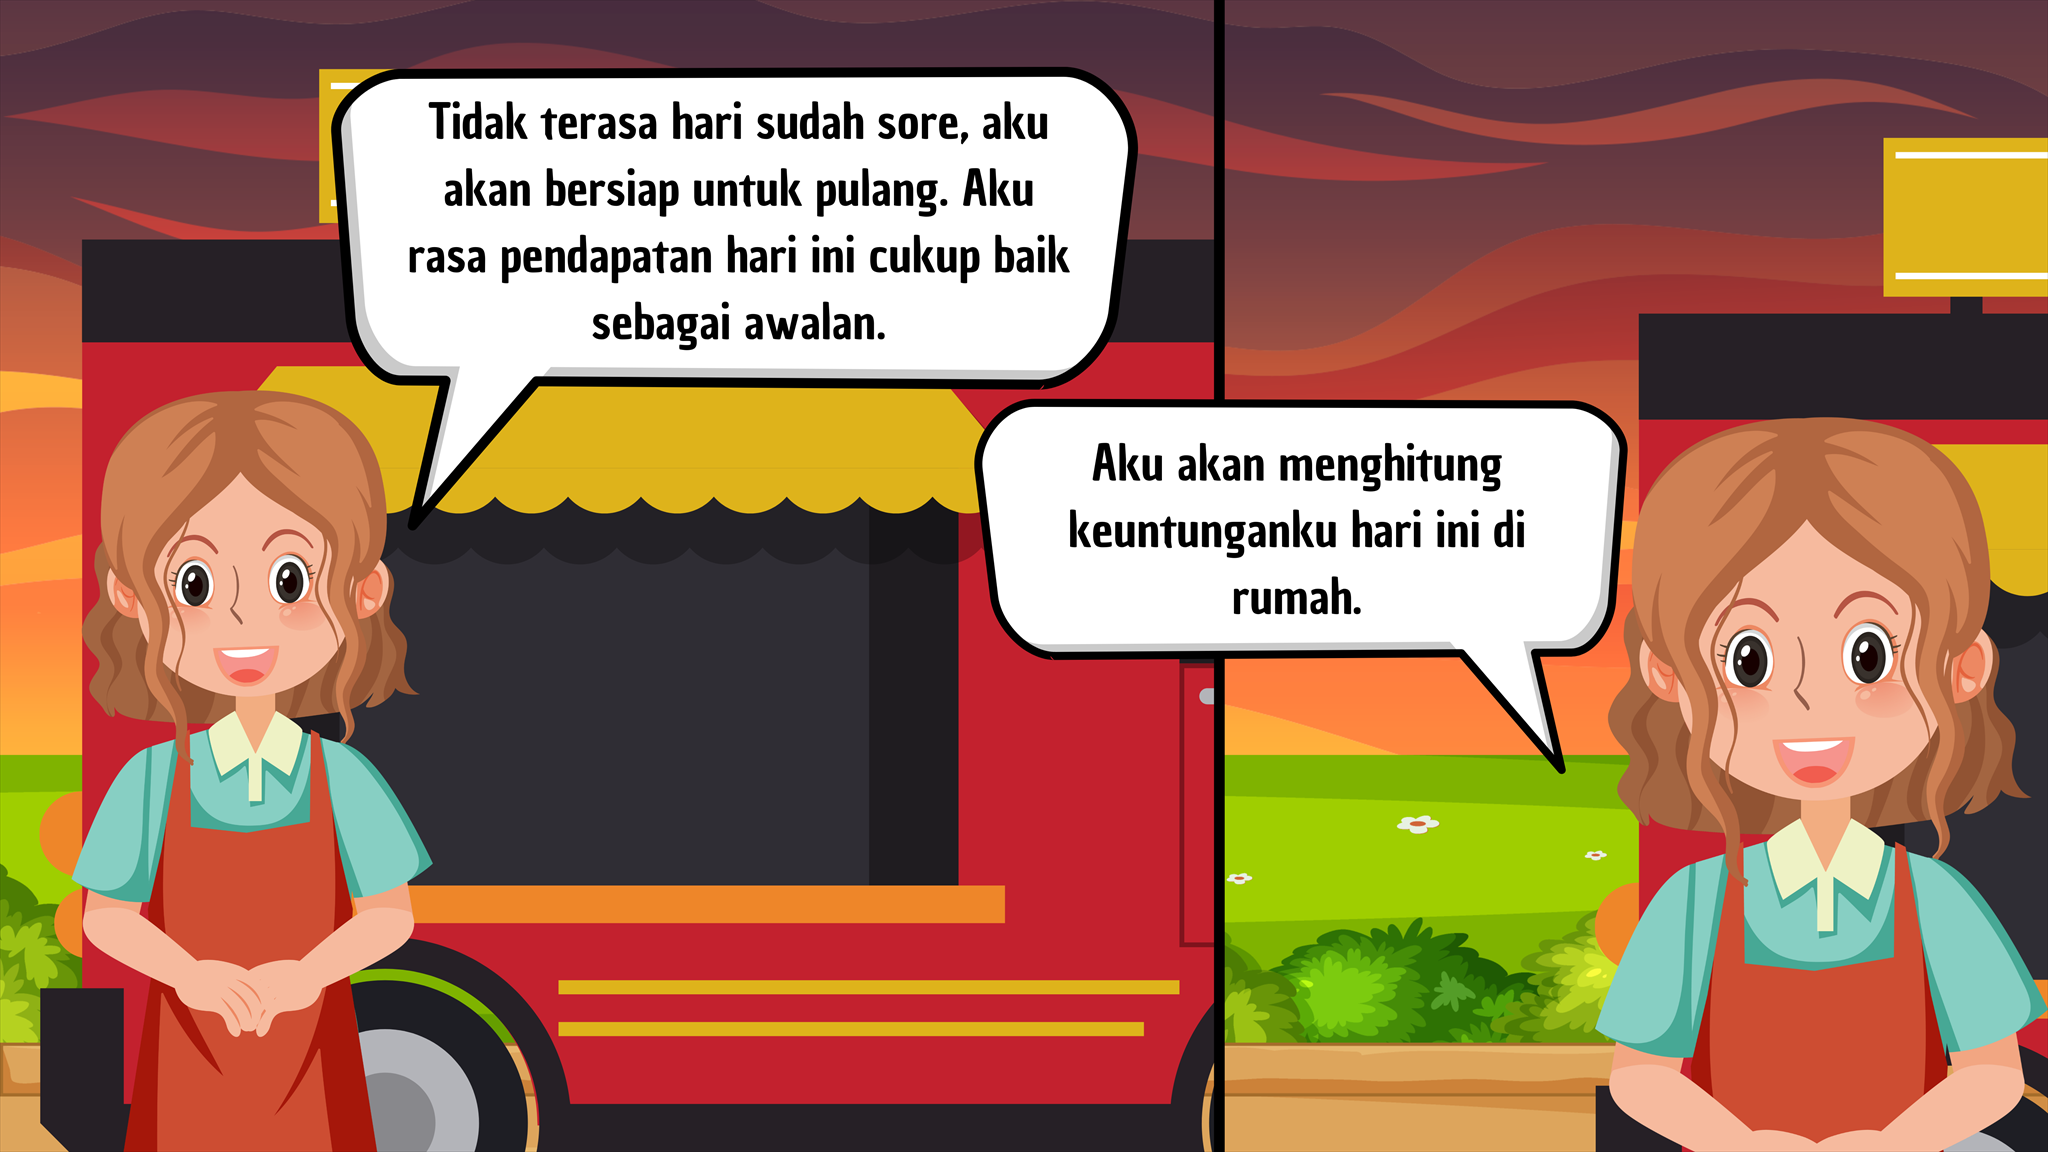 Tidak terasa hari sudah sore, aku
akan bersiap untuk pulang. Aku
rasa pendapatan hari ini cukup baik
sebagai awalan.
Aku akan menghitung
keuntunganku hari ini di
rumah.